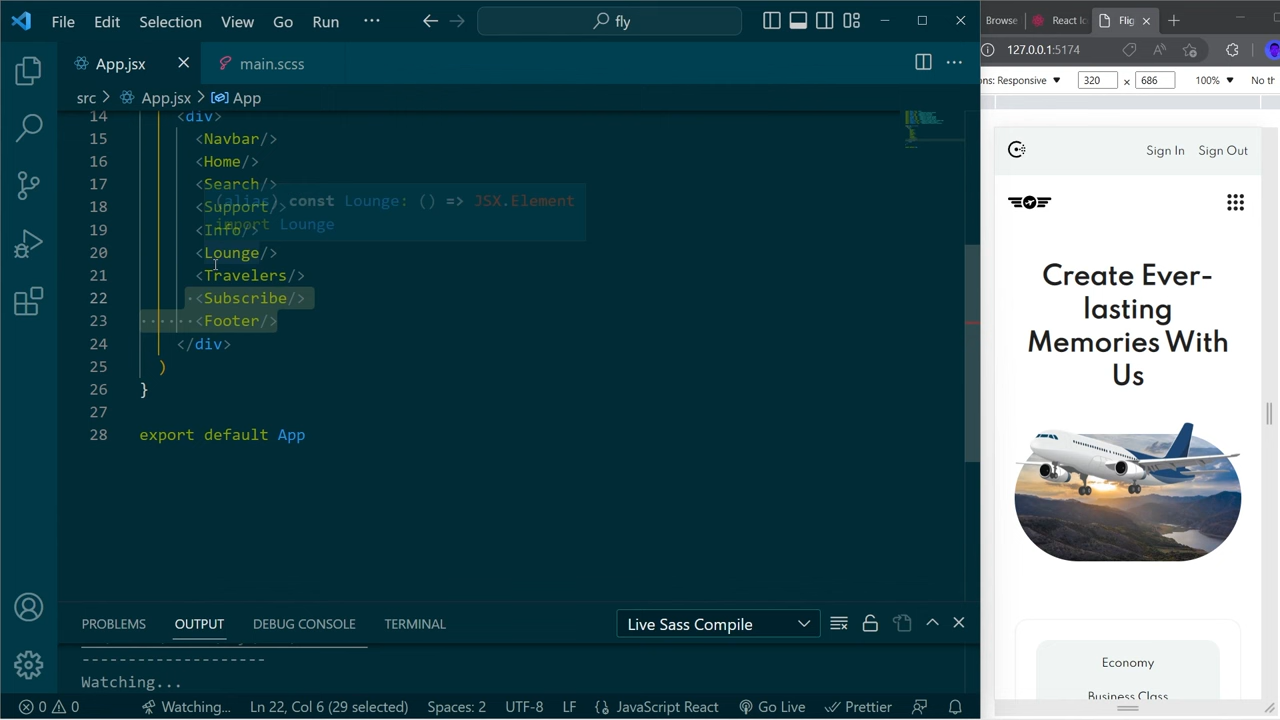 File Edit Selection View Go Run ··· fly
App.jsx main.scss
src > App.jsx > App
14 <div>
15 <Navbar/>
16 <Home/>
17 <Search/>
18 <Support/>
19 <Info/>
20 <Lounge/>
21 <Travelers/>
22 <Subscribe/>
23 <Footer/>
24 </div>
25 )
26 }
27
28 export default App
(alias) const Lounge: () => JSX.Element
import Lounge
PROBLEMS OUTPUT DEBUG CONSOLE TERMINAL Live Sass Compile
--------------------
Watching...
0 0 Watching... Ln 22, Col 6 (29 selected) Spaces: 2 UTF-8 LF JavaScript React Go Live Prettier
Browse React Ic Flig
127.0.0.1:5174
ns: Responsive 320 × 686 100% No th
Sign In Sign Out
Create Ever-
lasting
Memories With
Us
Economy
Business Class